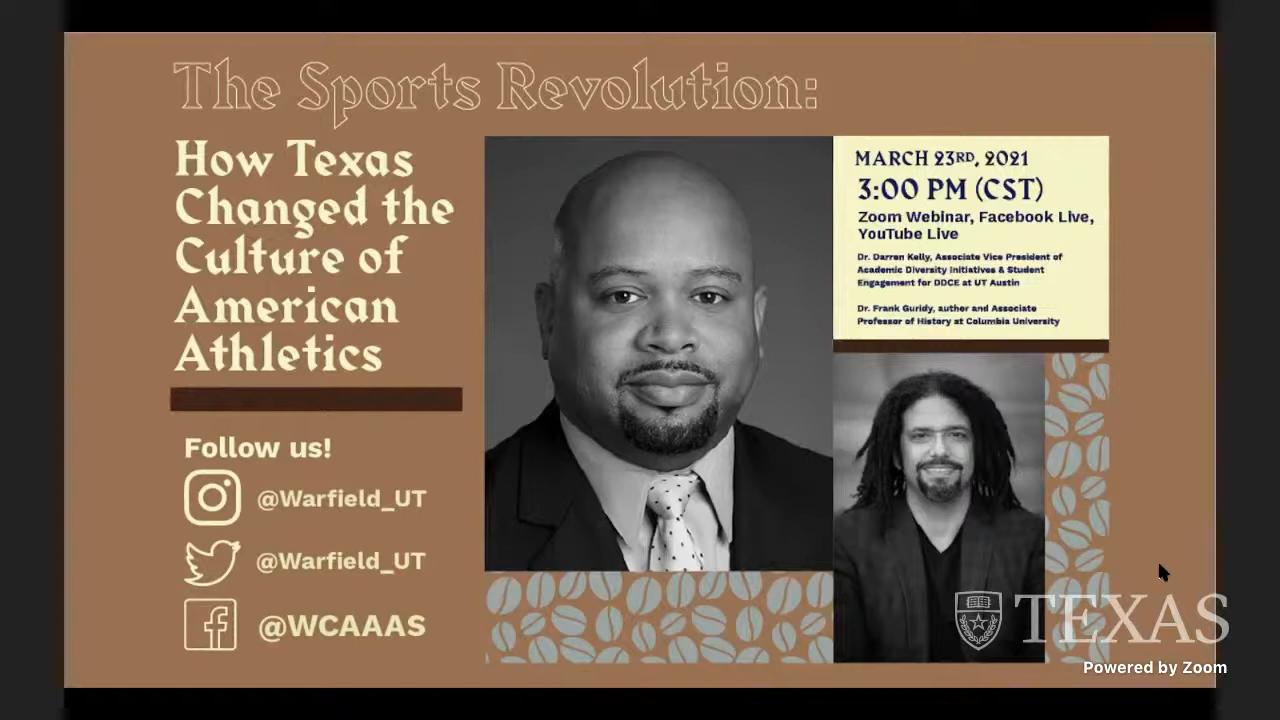 The Sports Revolution:
How Texas
Changed the
Culture of
American
Athletics
Follow us!
@Warfield_UT
@Warfield_UT
@WCAAAS
MARCH 23RD, 2021
3:00 PM (CST)
Zoom Webinar, Facebook Live,
YouTube Live
Dr. Darren Kelly, Associate Vice President of
Academic Diversity Initiatives & Student
Engagement for DDCE at UT Austin
Dr. Frank Guridy, author and Associate
Professor of History at Columbia University
TEXAS
Powered by Zoom